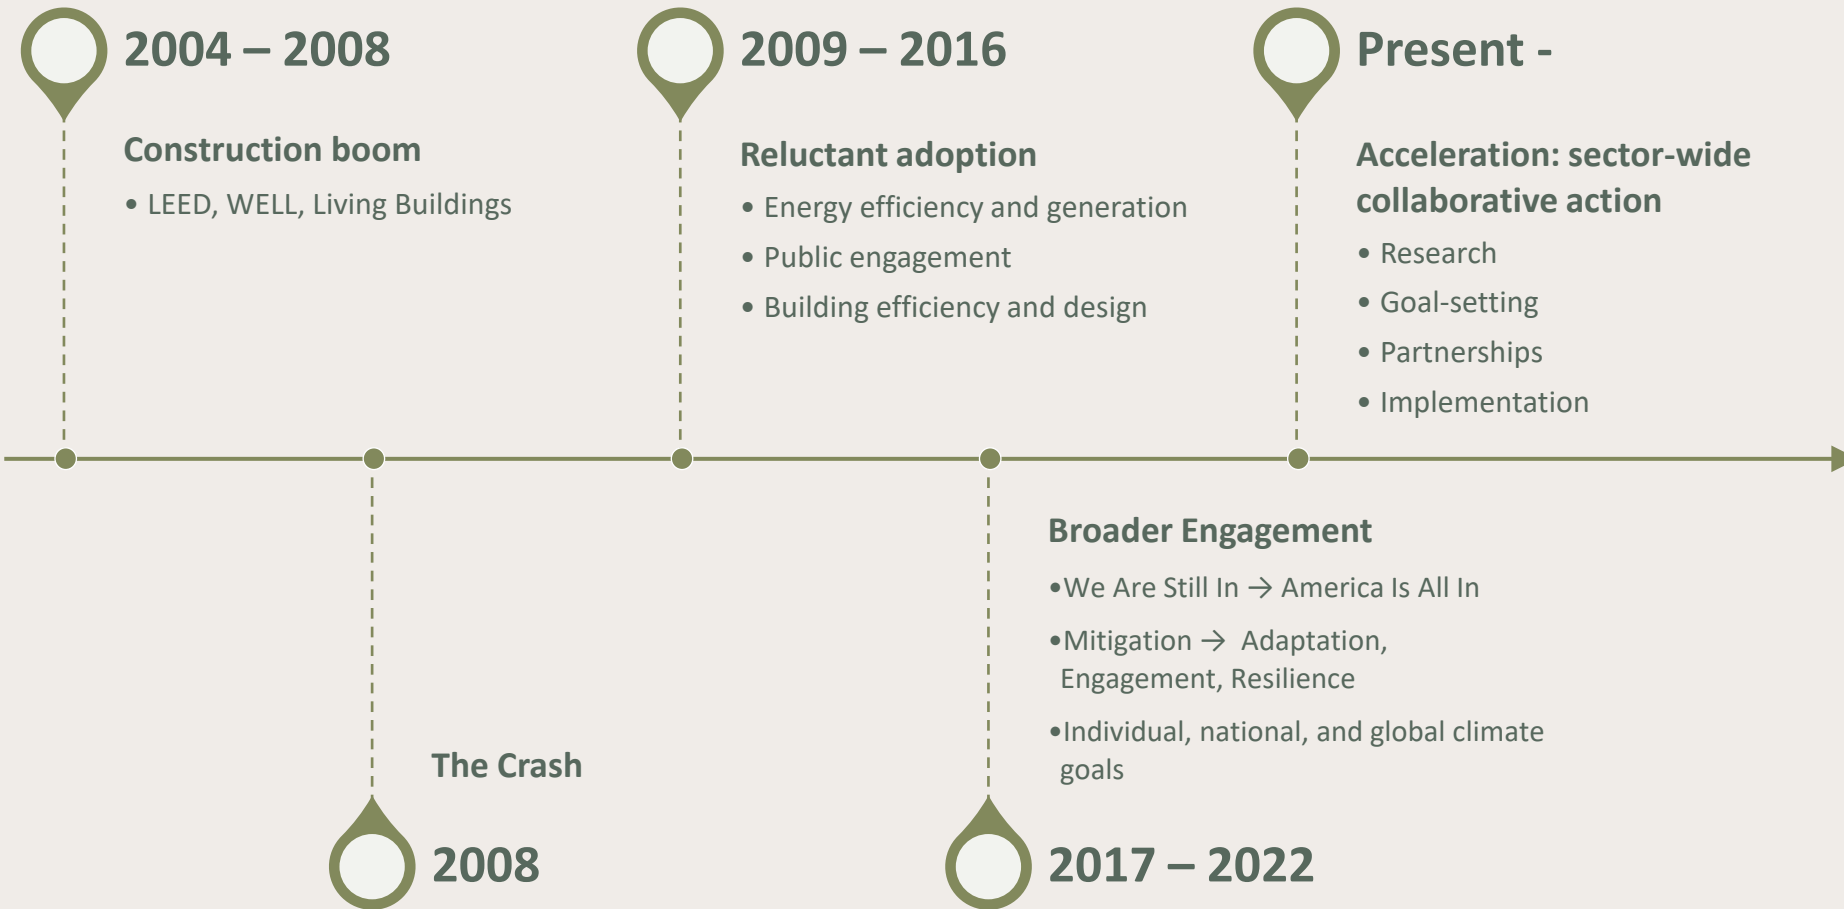 2004 – 2008
Construction boom
• LEED, WELL, Living Buildings
2009 – 2016
Reluctant adoption
• Energy efficiency and generation
• Public engagement
• Building efficiency and design
Present -
Acceleration: sector-wide
collaborative action
• Research
• Goal-setting
• Partnerships
• Implementation
The Crash
2008
Broader Engagement
•We Are Still In → America Is All In
•Mitigation → Adaptation,
Engagement, Resilience
•Individual, national, and global climate
goals
2017 – 2022